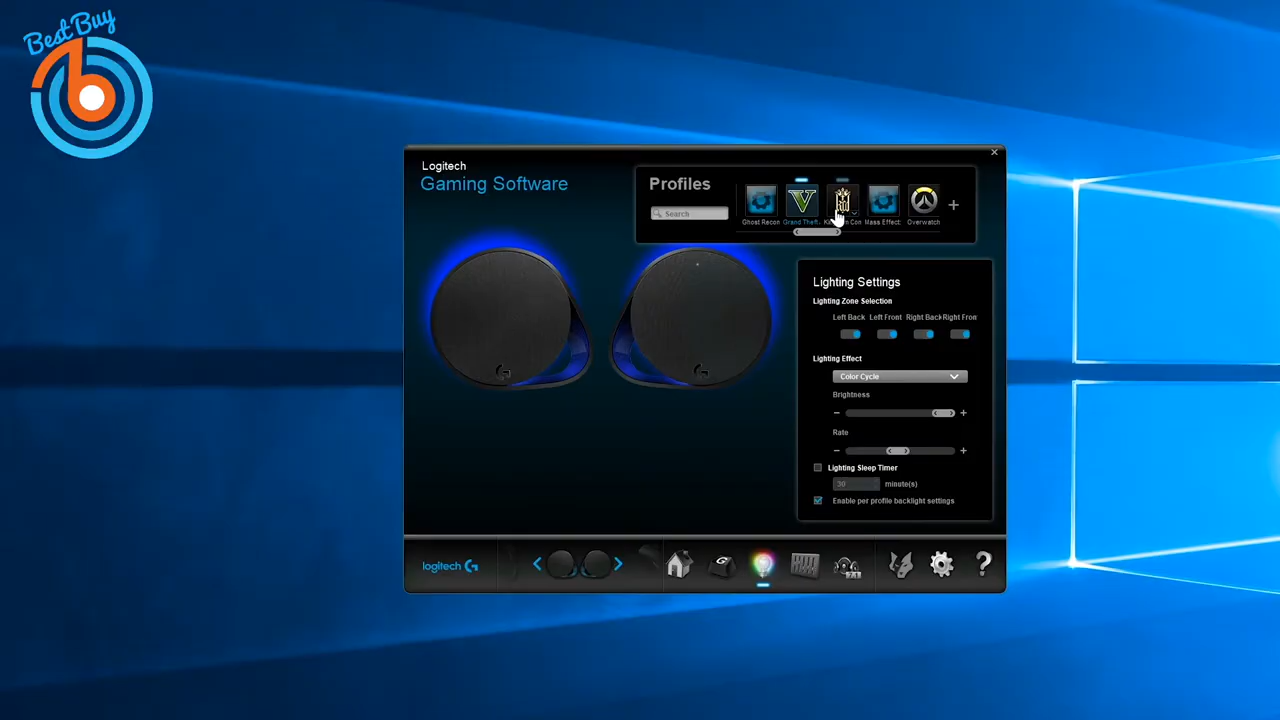 Best Buy
Logitech
Gaming Software
Profiles
Search
Ghost Recon
Grand Theft.
Mass Effect:
Overwatch
Lighting Settings
Lighting Zone Selection
Left Back
Left Front
Right Back
Right Fron
Lighting Effect
Color Cycle
Brightness
Rate
Lighting Sleep Timer
30
minute(s)
Enable per profile backlight settings
logitech G
G
7.1
?